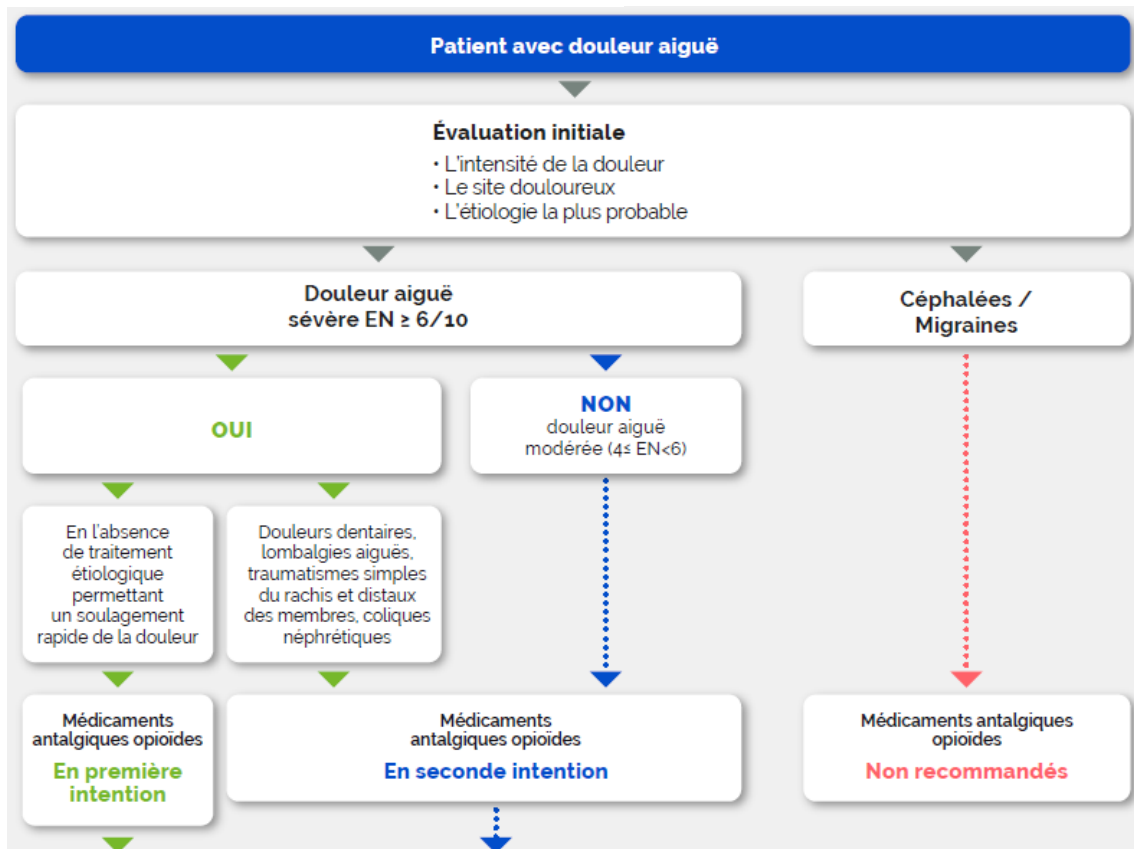 Patient avec douleur aiguë
Évaluation initiale
• L'intensité de la douleur
• Le site douloureux
• L'étiologie la plus probable
Douleur aiguë
sévère EN ≥ 6/10
Céphalées /
Migraines
OUI
NON
douleur aiguë
modérée (4≤ EN<6)
En l'absence
de traitement
étiologique
permettant
un soulagement
rapide de la douleur
Douleurs dentaires,
lombalgies aiguës,
traumatismes simples
du rachis et distaux
des membres, coliques
néphrétiques
Médicaments
antalgiques opioïdes
En première
intention
Médicaments
antalgiques opioïdes
En seconde intention
Médicaments antalgiques
opioïdes
Non recommandés